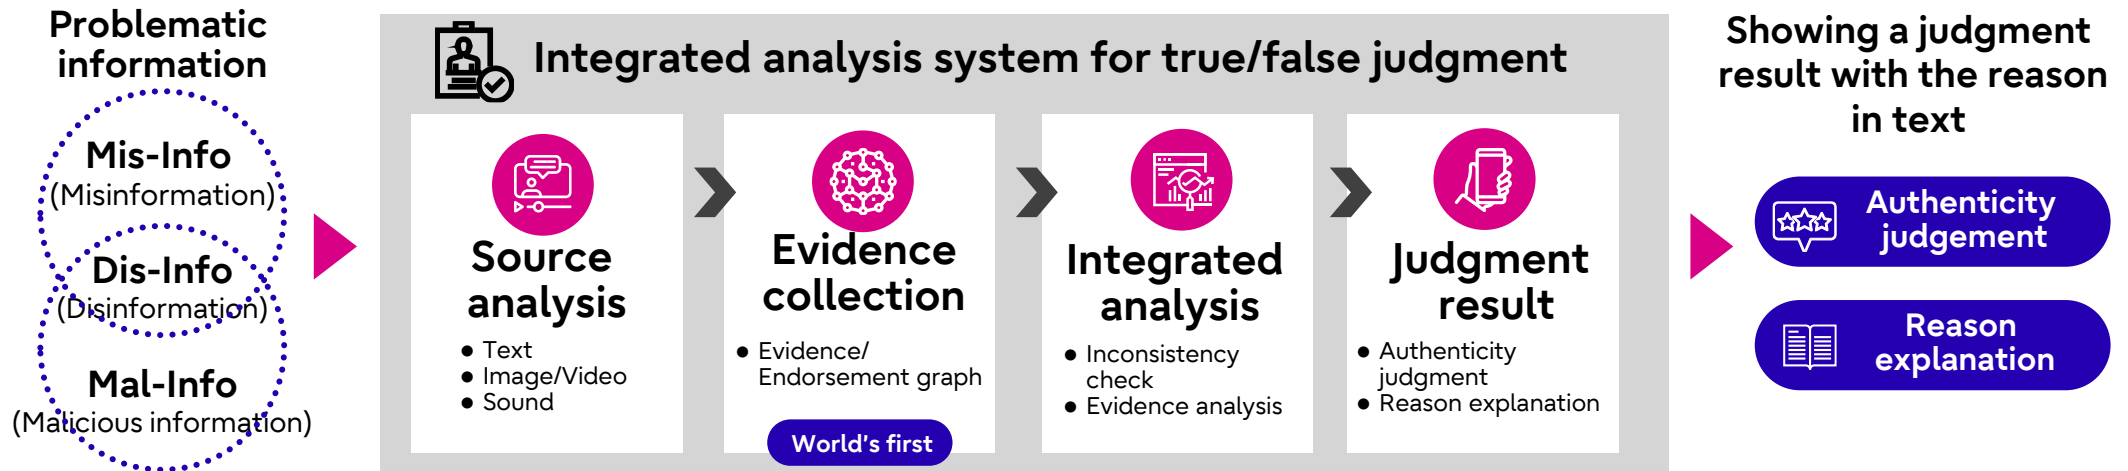 Problematic
information
Mis-Info
(Misinformation)
Dis-Info
(Disinformation)
Mal-Info
(Malicious information)
Integrated analysis system for true/false judgment
Source
analysis
● Text
● Image/Video
● Sound
Evidence
collection
● Evidence/
Endorsement graph
World's first
Integrated
analysis
● Inconsistency
check
● Evidence analysis
Judgment
result
● Authenticity
judgment
● Reason explanation
Showing a judgment
result with the reason
in text
Authenticity
judgement
Reason
explanation